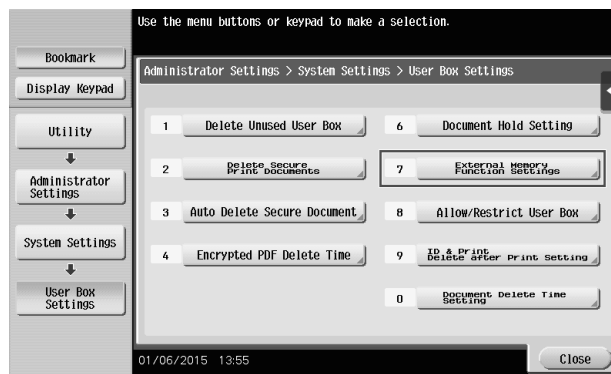 Use the menu buttons or keypad to make a selection.
Bookmark
Display Keypad
Utility
Administrator
Settings
System Settings
User Box
Settings
Administrator Settings > System Settings > User Box Settings
1 Delete Unused User Box
2 Delete Secure
Print Documents
3 Auto Delete Secure Document
4 Encrypted PDF Delete Time
6 Document Hold Setting
7 External Memory
Function Settings
8 Allow/Restrict User Box
9 ID & Print
Delete after Print Setting
0 Document Delete Time
Setting
01/06/2015 13:55
Close